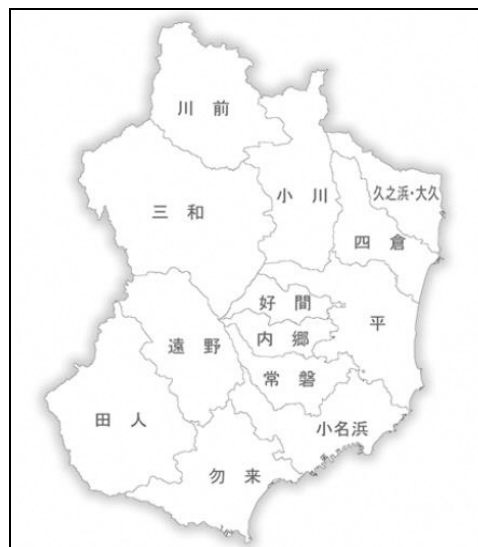 川前
三和
小川
久之浜・大久
四倉
好間
平
内郷
遠野
常磐
田人
小名浜
勿来